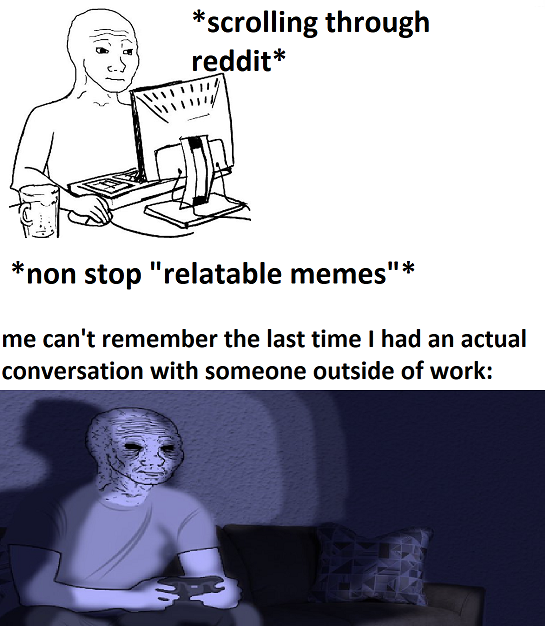 *scrolling through
reddit*
*non stop "relatable memes"*
me can't remember the last time I had an actual
conversation with someone outside of work: